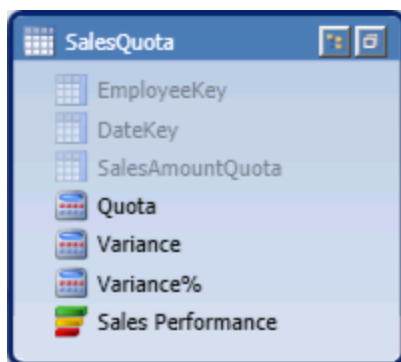 SalesQuota
EmployeeKey
DateKey
SalesAmountQuota
Quota
Variance
Variance%
Sales Performance